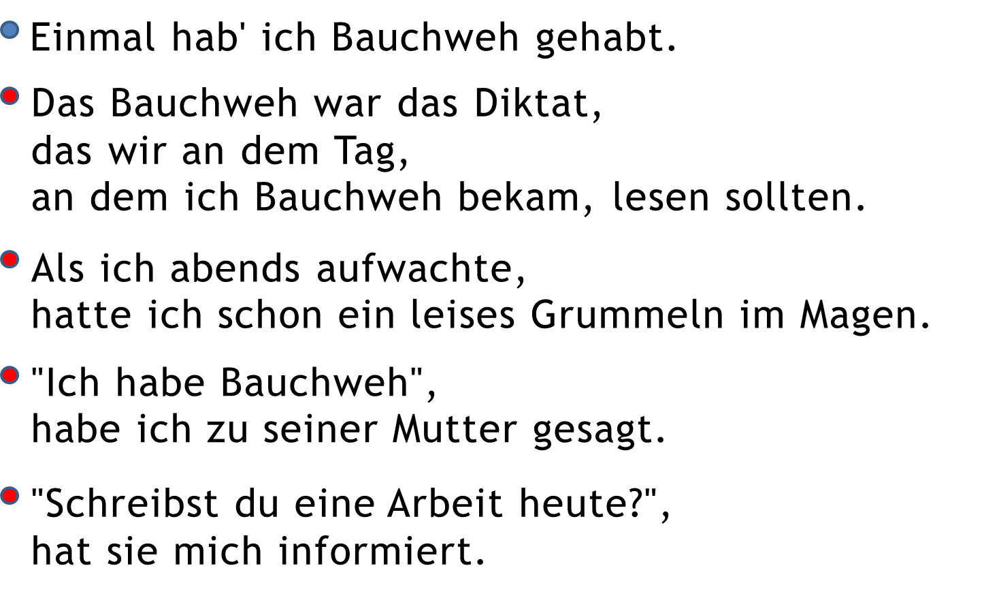 Einmal hab' ich Bauchweh gehabt.
Das Bauchweh war das Diktat,
das wir an dem Tag,
an dem ich Bauchweh bekam, lesen sollten.
Als ich abends aufwachte,
hatte ich schon ein leises Grummeln im Magen.
"Ich habe Bauchweh",
habe ich zu seiner Mutter gesagt.
"Schreibst du eine Arbeit heute?",
hat sie mich informiert.